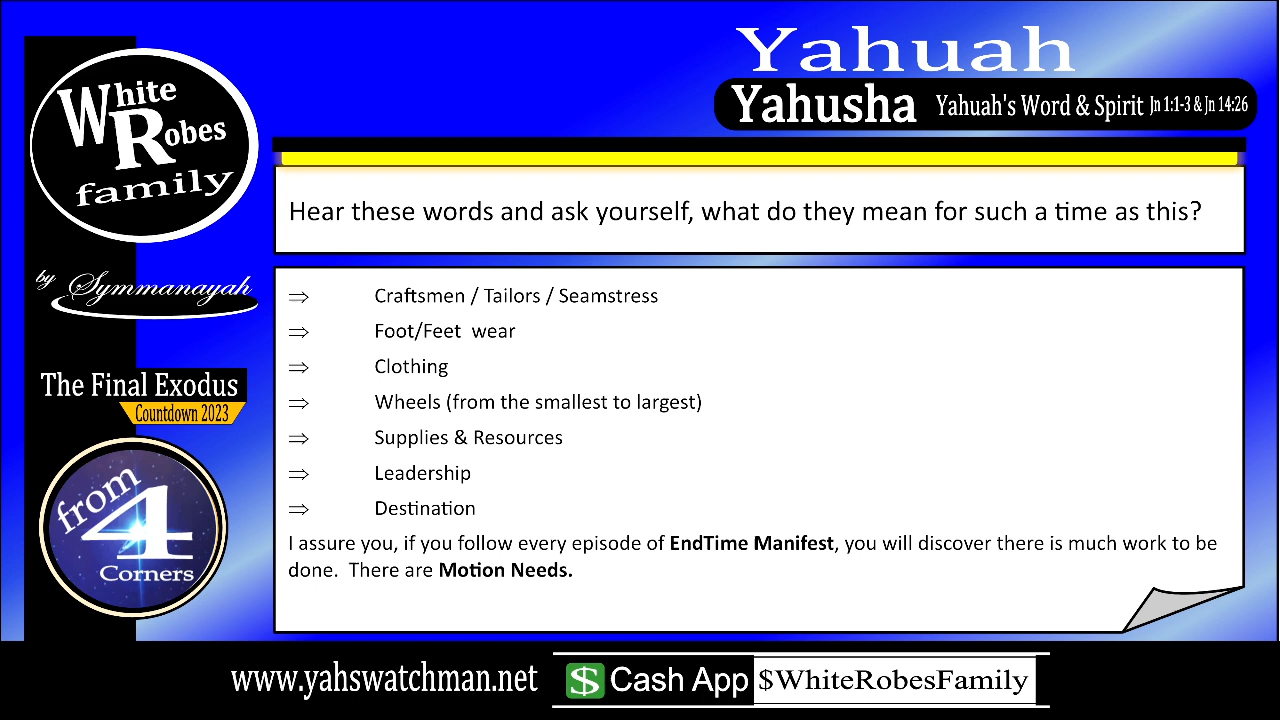 White
Robes
family
by Symmanayah
The Final Exodus
Countdown 2023
from
4
Corners
Yahuah
Yahusha Yahuah's Word & Spirit Jn 1:1-3 & Jn 14:26
Hear these words and ask yourself, what do they mean for such a time as this?
⇒ Craftsmen / Tailors / Seamstress
⇒ Foot/Feet wear
⇒ Clothing
⇒ Wheels (from the smallest to largest)
⇒ Supplies & Resources
⇒ Leadership
⇒ Destination
I assure you, if you follow every episode of EndTime Manifest, you will discover there is much work to be
done. There are Motion Needs.
www.yahswatchman.net $ Cash App $WhiteRobesFamily